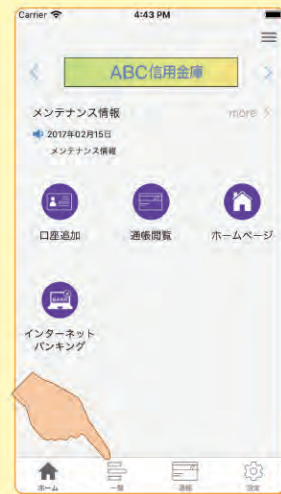 Carrier 4:43 PM
ABC信用金庫
メンテナンス情報 more
2017年02月15日
メンテナンス情報
口座追加 通帳閲覧 ホームページ
インターネット
バンキング
ホーム 一覧 通帳 設定